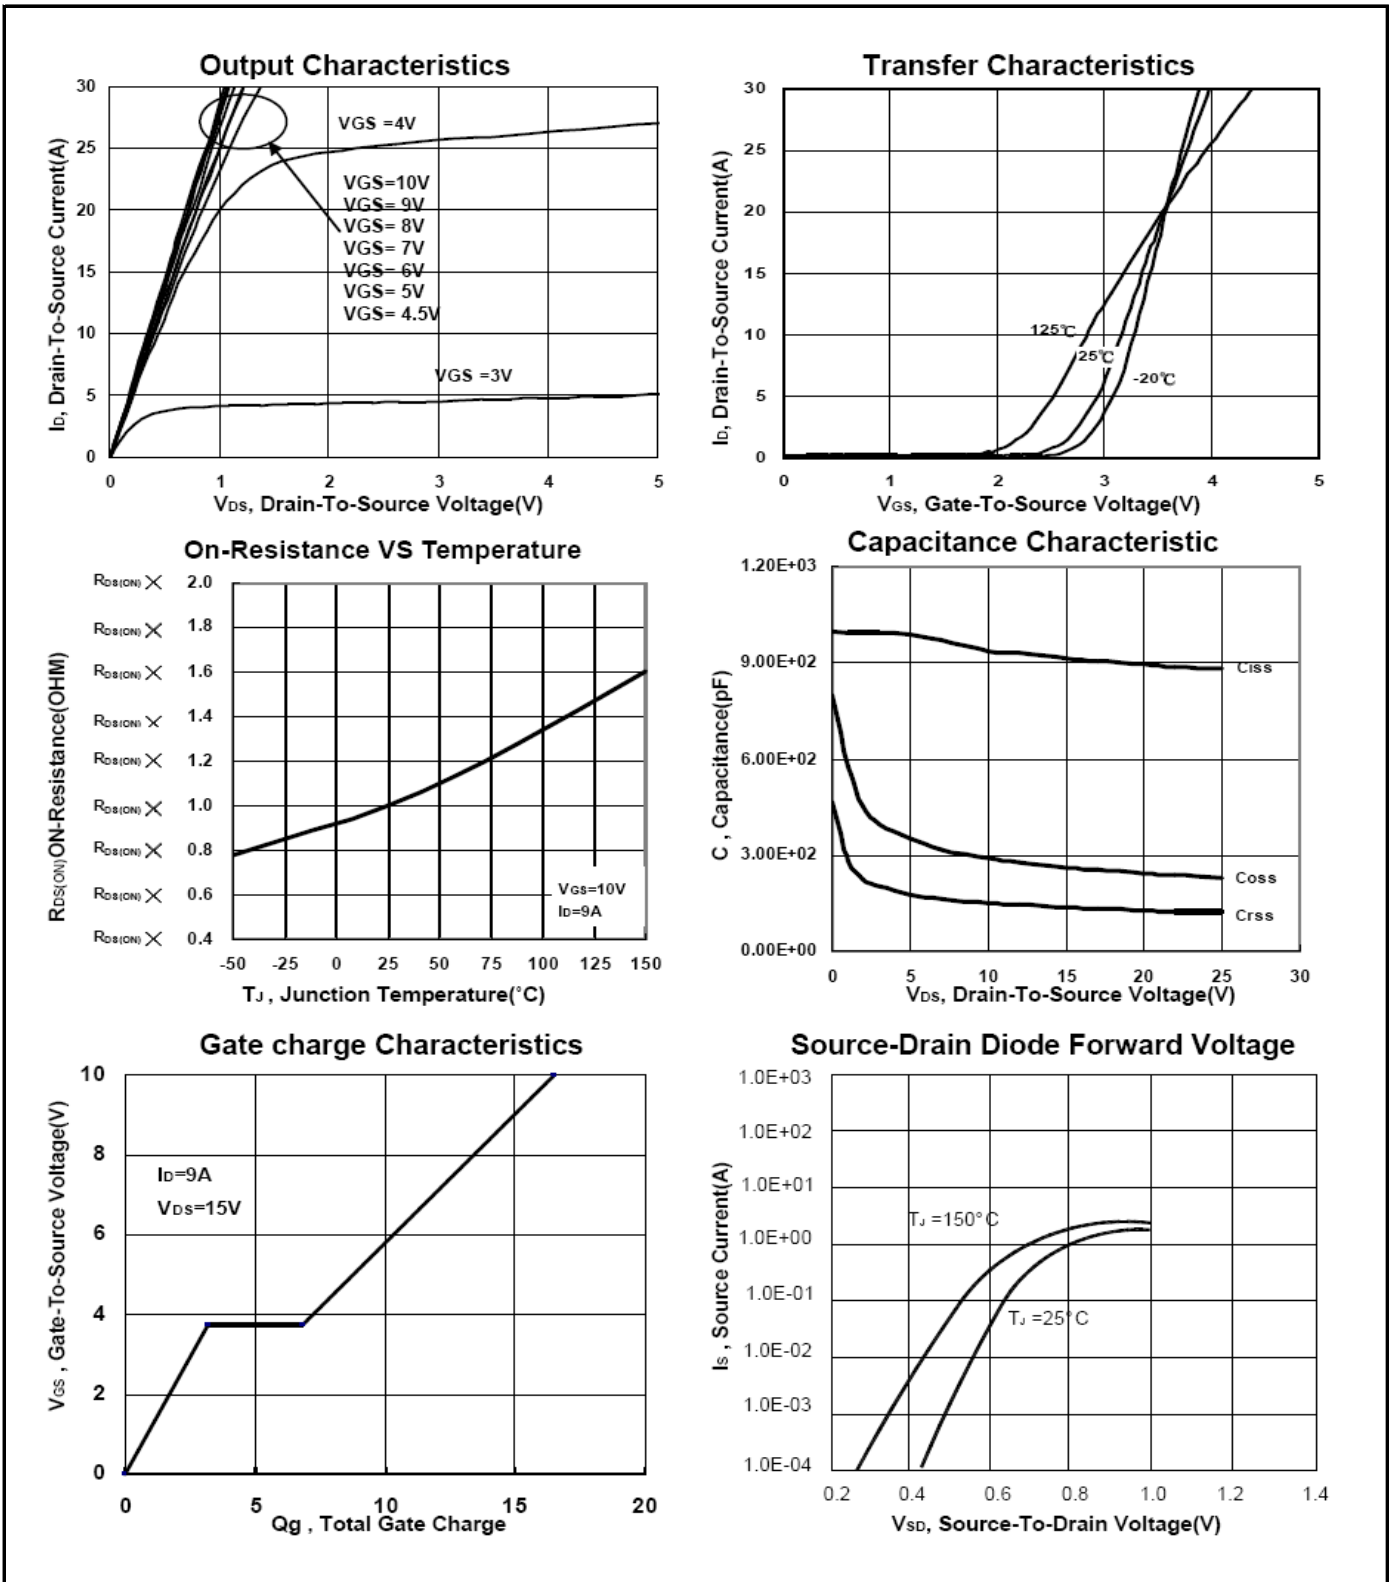 Output Characteristics
30
25
20
15
10
5
0
ID, Drain-To-Source Current(A)
VGS =4V
VGS=10V
VGS= 9V
VGS= 8V
VGS= 7V
VGS= 6V
VGS= 5V
VGS= 4.5V
VGS =3V
0 1 2 3 4 5
VDS, Drain-To-Source Voltage(V)
Transfer Characteristics
30
25
20
15
10
5
0
ID, Drain-To-Source Current(A)
125℃
25℃
-20℃
0 1 2 3 4 5
VGS, Gate-To-Source Voltage(V)
On-Resistance VS Temperature
RDS(ON) X 2.0
RDS(ON) X 1.8
RDS(ON) X 1.6
RDS(ON) X 1.4
RDS(ON) X 1.2
RDS(ON) X 1.0
RDS(ON) X 0.8
RDS(ON) X 0.6
RDS(ON) X 0.4
RDS(ON)ON-Resistance(OHM)
VGS=10V
ID=9A
-50 -25 0 25 50 75 100 125 150
TJ , Junction Temperature(°C)
Capacitance Characteristic
1.20E+03
9.00E+02
6.00E+02
3.00E+02
0.00E+00
C , Capacitance(pF)
Ciss
Coss
Crss
0 5 10 15 20 25 30
VDS, Drain-To-Source Voltage(V)
Gate charge Characteristics
10
8
6
4
2
0
VGS , Gate-To-Source Voltage(V)
ID=9A
VDS=15V
0 5 10 15 20
Qg , Total Gate Charge
Source-Drain Diode Forward Voltage
1.0E+03
1.0E+02
1.0E+01
1.0E+00
1.0E-01
1.0E-02
1.0E-03
1.0E-04
IS , Source Current(A)
TJ =150°C
TJ =25°C
0.2 0.4 0.6 0.8 1.0 1.2 1.4
VSD, Source-To-Drain Voltage(V)